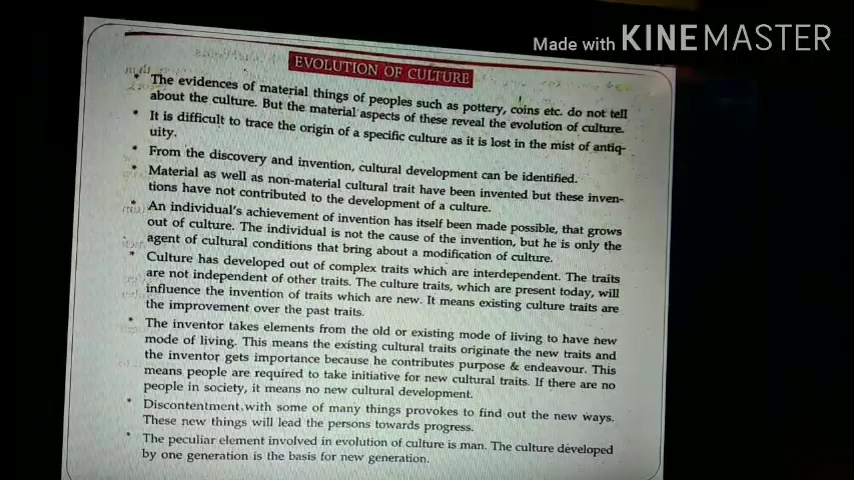 Made with KINEMASTER
EVOLUTION OF CULTURE
* The evidences of material things of peoples such as pottery, coins etc. do not tell
about the culture. But the material aspects of these reveal the evolution of culture.
* It is difficult to trace the origin of a specific culture as it is lost in the mist of antiq-
uity.
* From the discovery and invention, cultural development can be identified.
* Material as well as non-material cultural trait have been invented but these inven-
tions have not contributed to the development of a culture.
* An individual's achievement of invention has itself been made possible, that grows
out of culture. The individual is not the cause of the invention, but he is only the
agent of cultural conditions that bring about a modification of culture.
* Culture has developed out of complex traits which are interdependent. The traits
are not independent of other traits. The culture traits, which are present today, will
influence the invention of traits which are new. It means existing culture traits are
the improvement over the past traits.
* The inventor takes elements from the old or existing mode of living to have new
mode of living. This means the existing cultural traits originate the new traits and
the inventor gets importance because he contributes purpose & endeavour. This
means people are required to take initiative for new cultural traits. If there are no
people in society, it means no new cultural development.
* Discontentment, with some of many things provokes to find out the new ways.
These new things will lead the persons towards progress.
* The peculiar element involved in evolution of culture is man. The culture developed
by one generation is the basis for new generation.